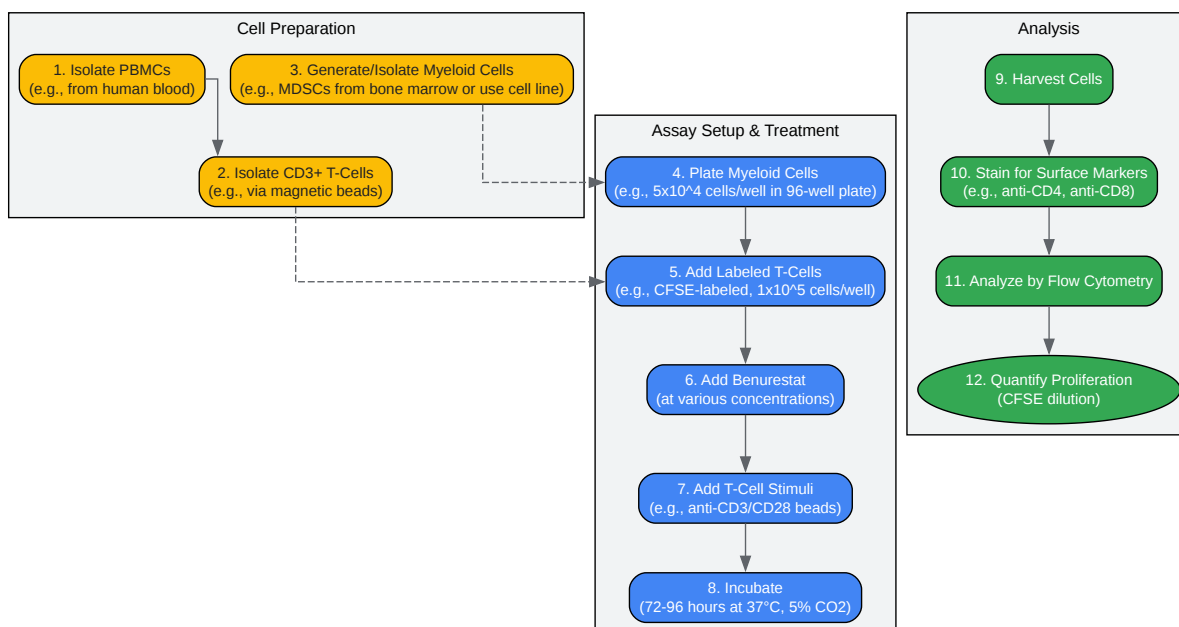 Cell Preparation
1. Isolate PBMCs
(e.g., from human blood)
3. Generate/Isolate Myeloid Cells
(e.g., MDSCs from bone marrow or use cell line)
2. Isolate CD3+ T-Cells
(e.g., via magnetic beads)
Assay Setup & Treatment
4. Plate Myeloid Cells
(e.g., 5x10^4 cells/well in 96-well plate)
5. Add Labeled T-Cells
(e.g., CFSE-labeled, 1x10^5 cells/well)
6. Add Benurestat
(at various concentrations)
7. Add T-Cell Stimuli
(e.g., anti-CD3/CD28 beads)
8. Incubate
(72-96 hours at 37°C, 5% CO2)
Analysis
9. Harvest Cells
10. Stain for Surface Markers
(e.g., anti-CD4, anti-CD8)
11. Analyze by Flow Cytometry
12. Quantify Proliferation
(CFSE dilution)